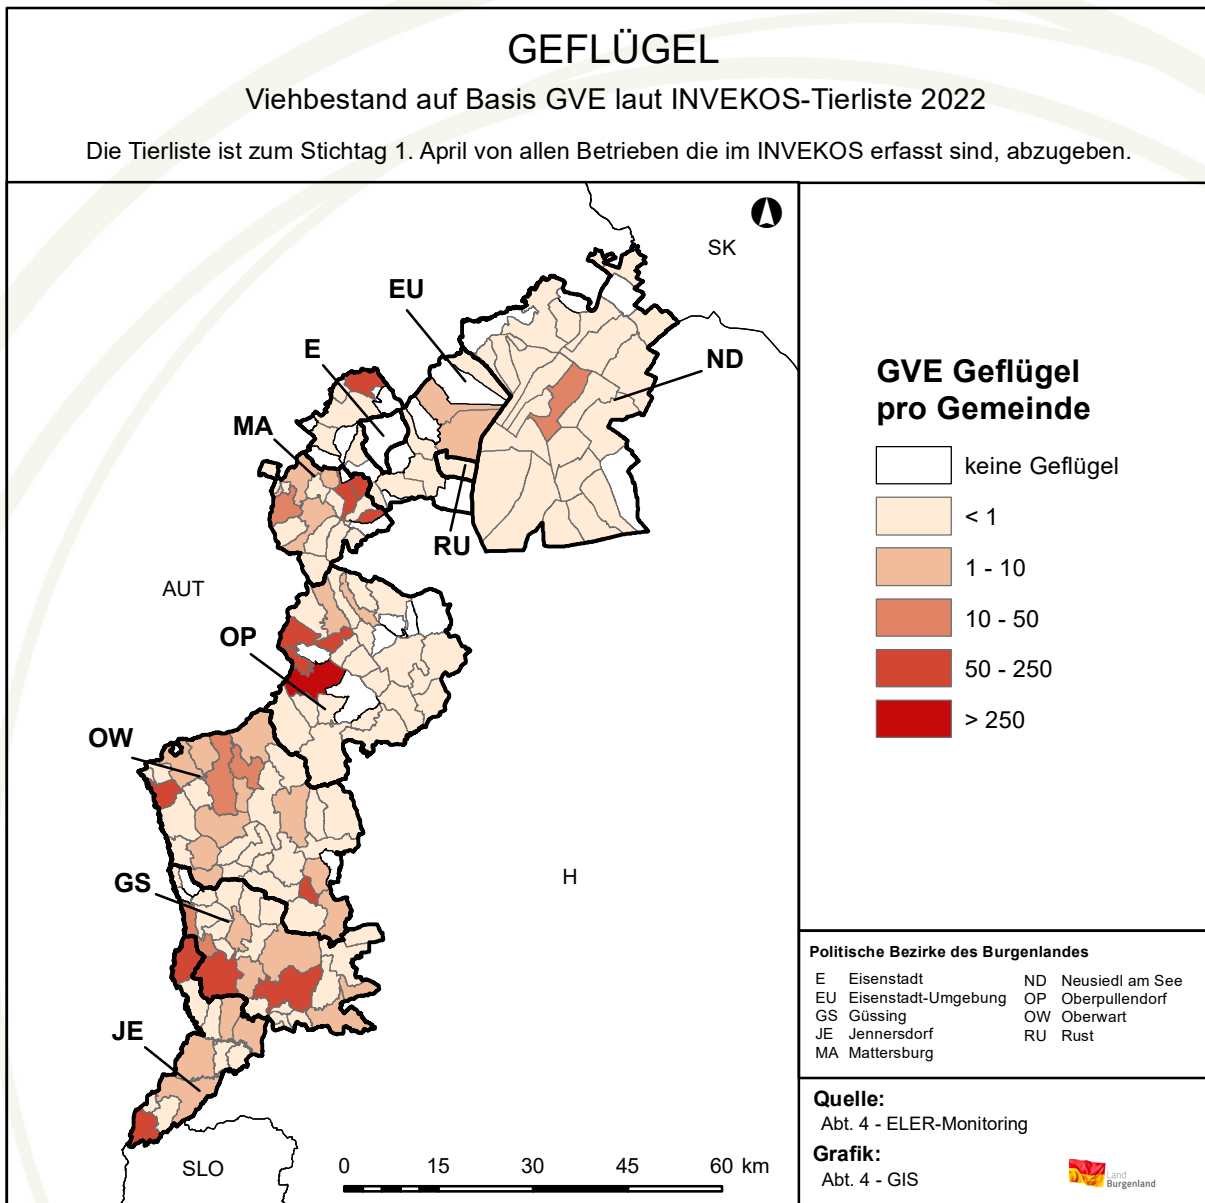 GEFLÜGEL
Viehbestand auf Basis GVE laut INVEKOS-Tierliste 2022
Die Tierliste ist zum Stichtag 1. April von allen Betrieben die im INVEKOS erfasst sind, abzugeben.
SK
EU
E
ND
MA
RU
AUT
OP
OW
H
GS
JE
SLO
0 15 30 45 60 km
GVE Geflügel
pro Gemeinde
keine Geflügel
< 1
1 - 10
10 - 50
50 - 250
> 250
Politische Bezirke des Burgenlandes
E Eisenstadt
EU Eisenstadt-Umgebung
GS Güssing
JE Jennersdorf
MA Mattersburg
ND Neusiedl am See
OP Oberpullendorf
OW Oberwart
RU Rust
Quelle:
Abt. 4 - ELER-Monitoring
Grafik:
Abt. 4 - GIS
Land
Burgenland